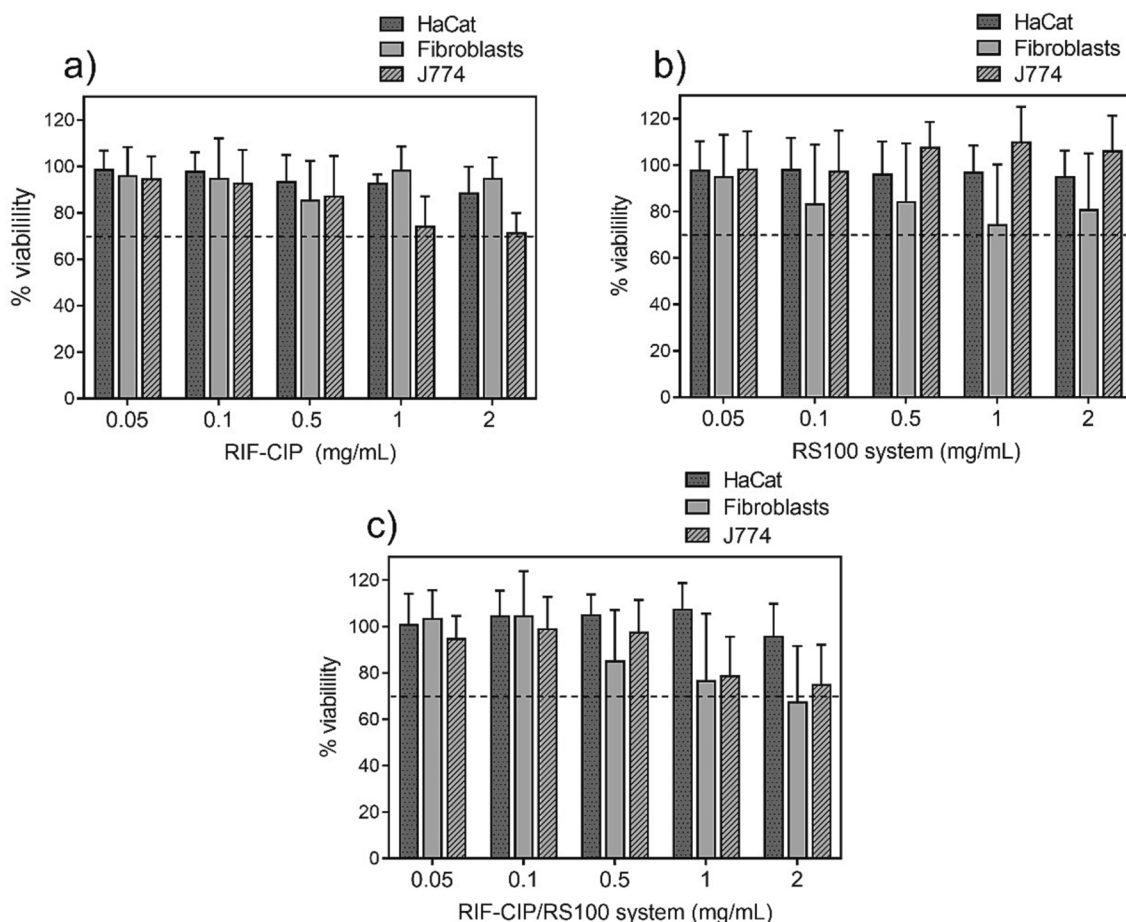 a)
HaCat
Fibroblasts
J774
% viabilility
120
100
80
60
40
20
0
0.05 0.1 0.5 1 2
RIF-CIP (mg/mL)
b)
HaCat
Fibroblasts
J774
% viabilility
120
100
80
60
40
20
0
0.05 0.1 0.5 1 2
RS100 system (mg/mL)
c)
HaCat
Fibroblasts
J774
% viabilility
120
100
80
60
40
20
0
0.05 0.1 0.5 1 2
RIF-CIP/RS100 system (mg/mL)